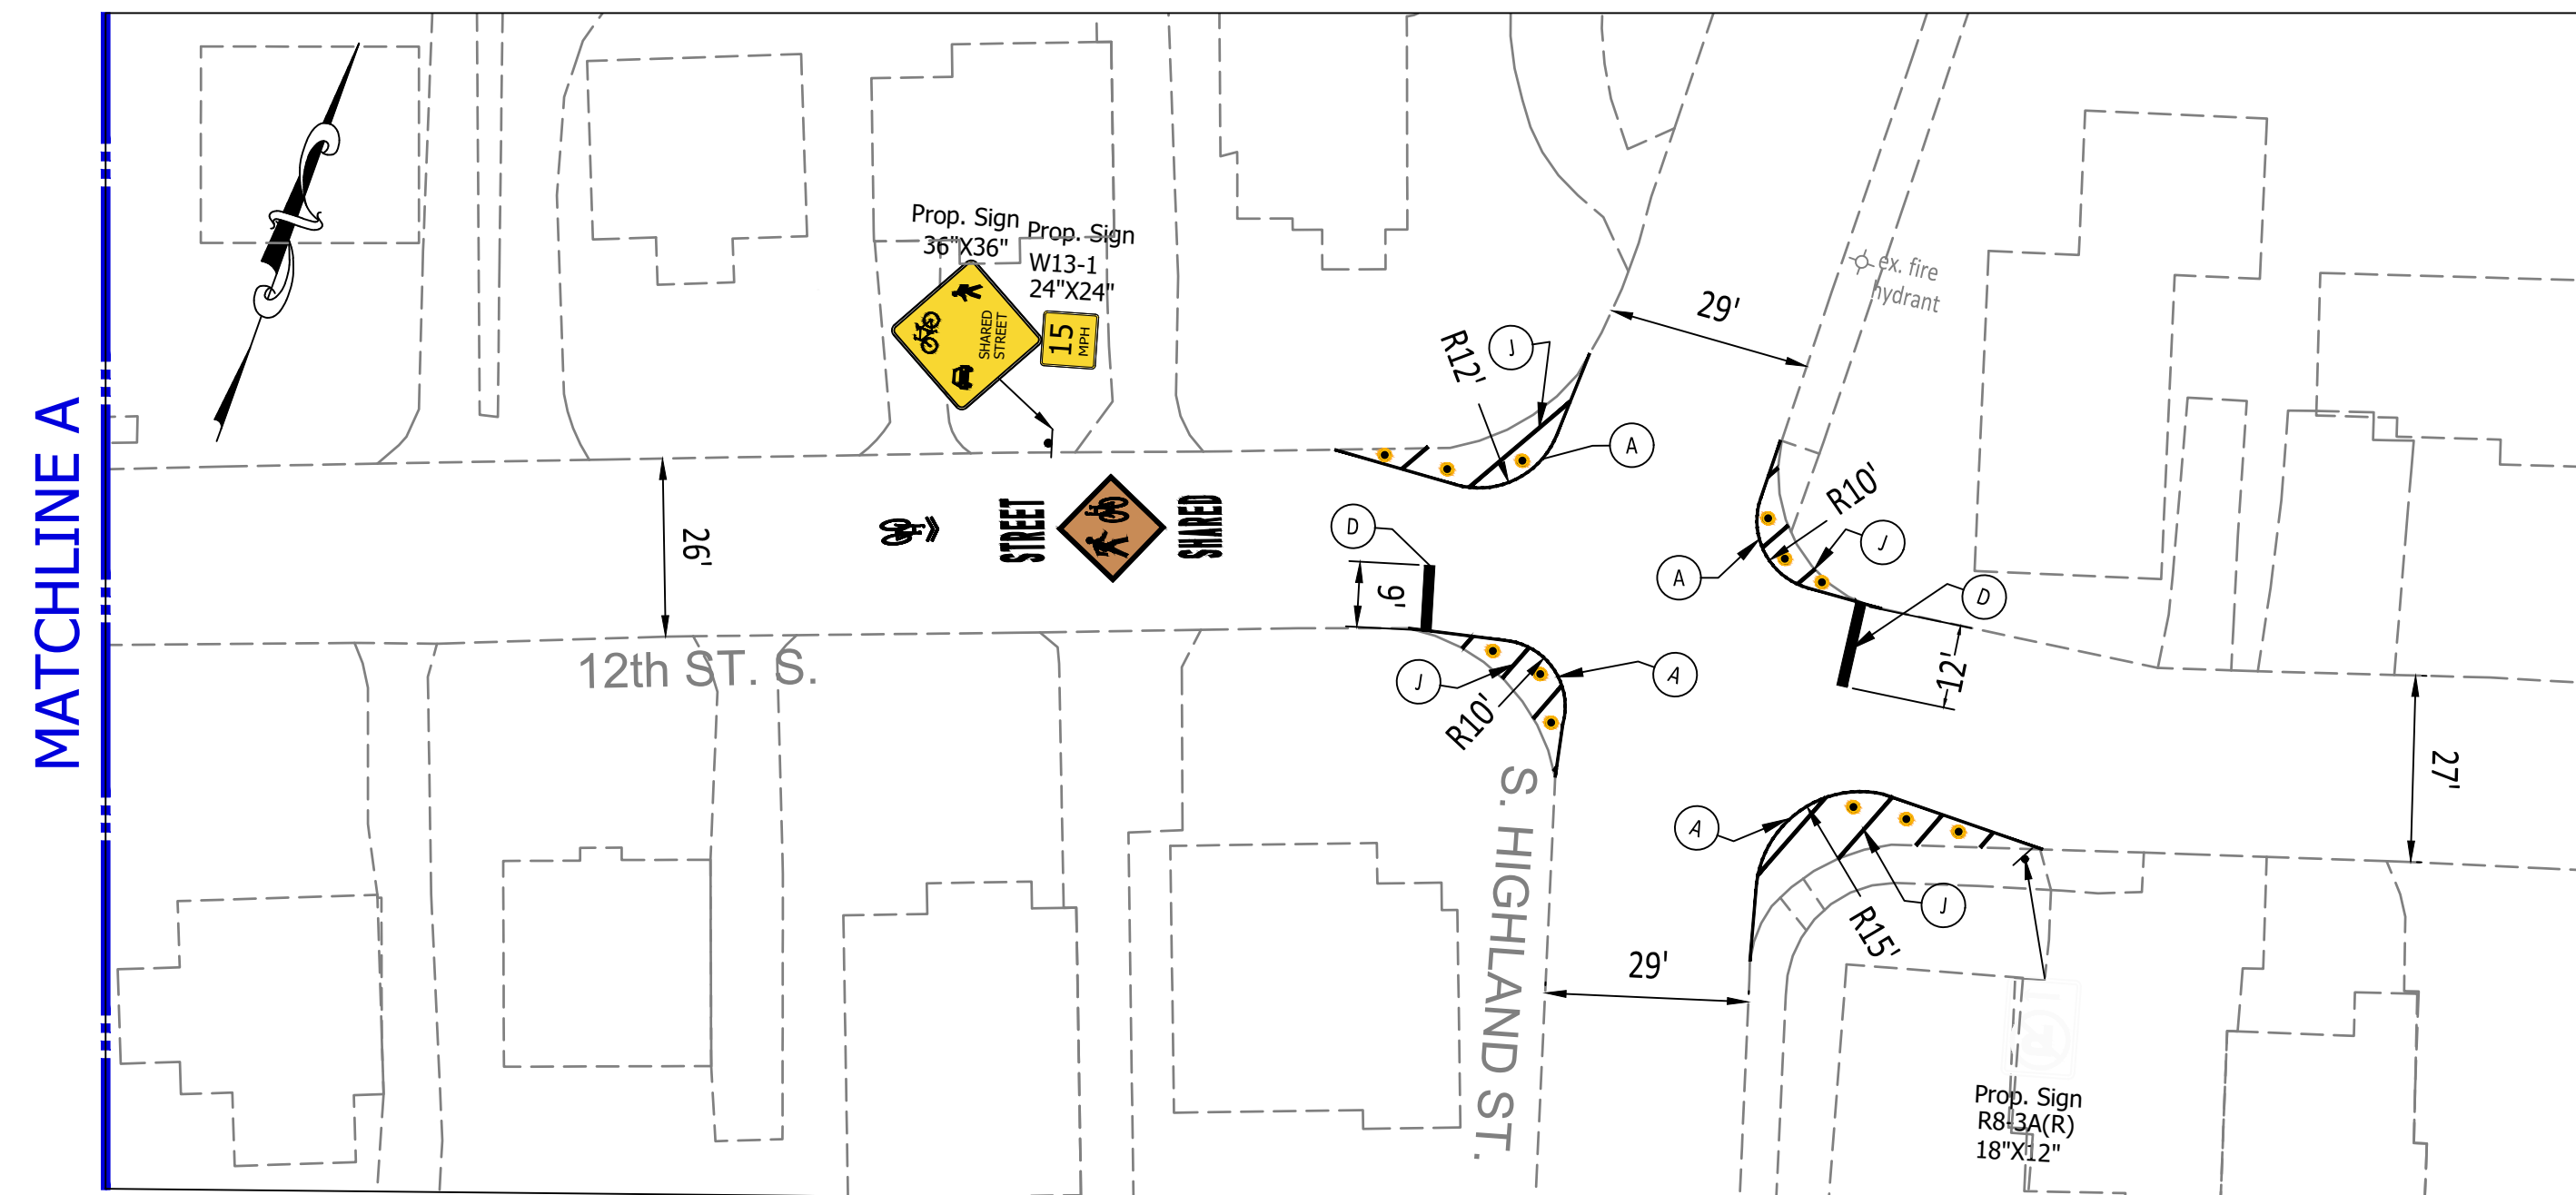 MATCHLINE A
Prop. Sign
36"X36"
Prop. Sign
W13-1
24"X24"
SHARED
STREET
15
MPH
ex. fire
hydrant
29'
R12'
J
A
R10'
J
A
D
26'
STREET
SHARED
D
9'
12'
12th ST. S.
J
R10'
A
27'
S. HIGHLAND ST.
A
J
R15'
29'
Prop. Sign
R8-3A(R)
18"X12"